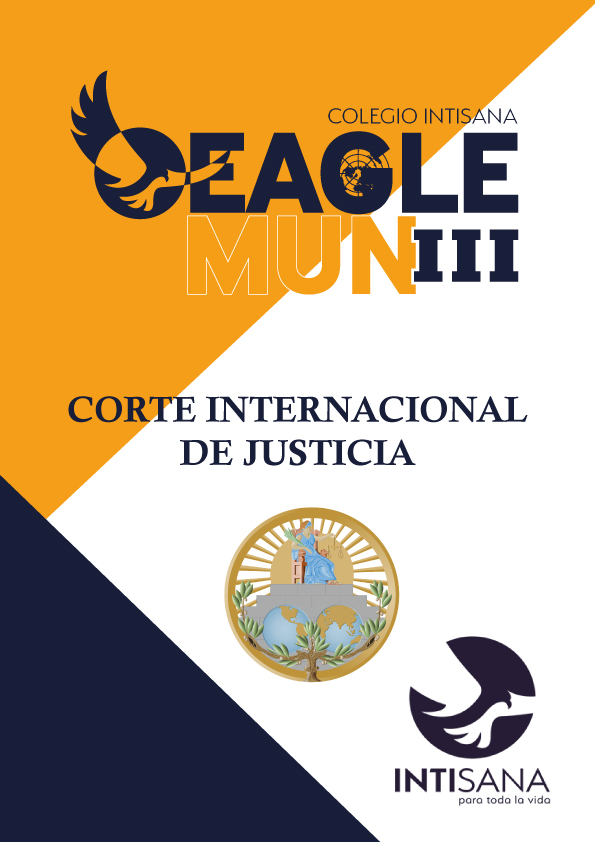 COLEGIO INTISANA
EAGLE
MUN III
CORTE INTERNACIONAL
DE JUSTICIA
INTISANA
para toda la vida